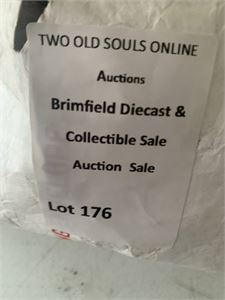 TWO OLD SOULS ONLINE
Auctions
Brimfield Diecast &
Collectible Sale
Auction Sale
Lot 176